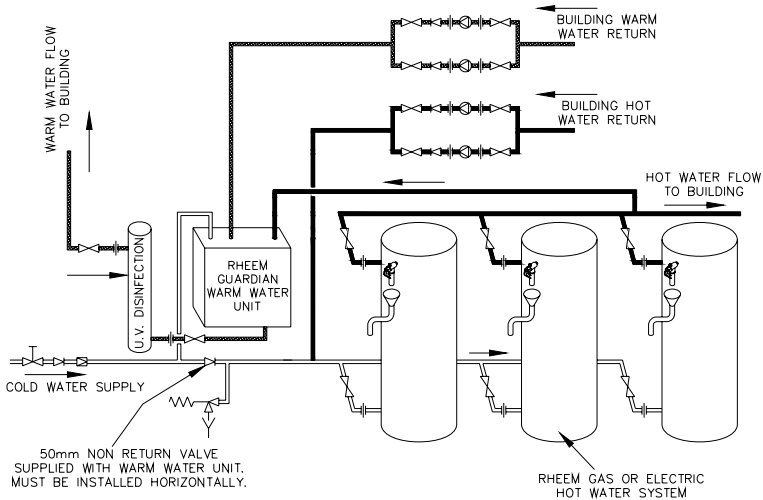 BUILDING WARM
WATER RETURN
WARM WATER FLOW
TO BUILDING
BUILDING HOT
WATER RETURN
HOT WATER FLOW
TO BUILDING
U.V. DISINFECTION
RHEEM
GUARDIAN
WARM WATER
UNIT
COLD WATER SUPPLY
50mm NON RETURN VALVE
SUPPLIED WITH WARM WATER UNIT.
MUST BE INSTALLED HORIZONTALLY.
RHEEM GAS OR ELECTRIC
HOT WATER SYSTEM